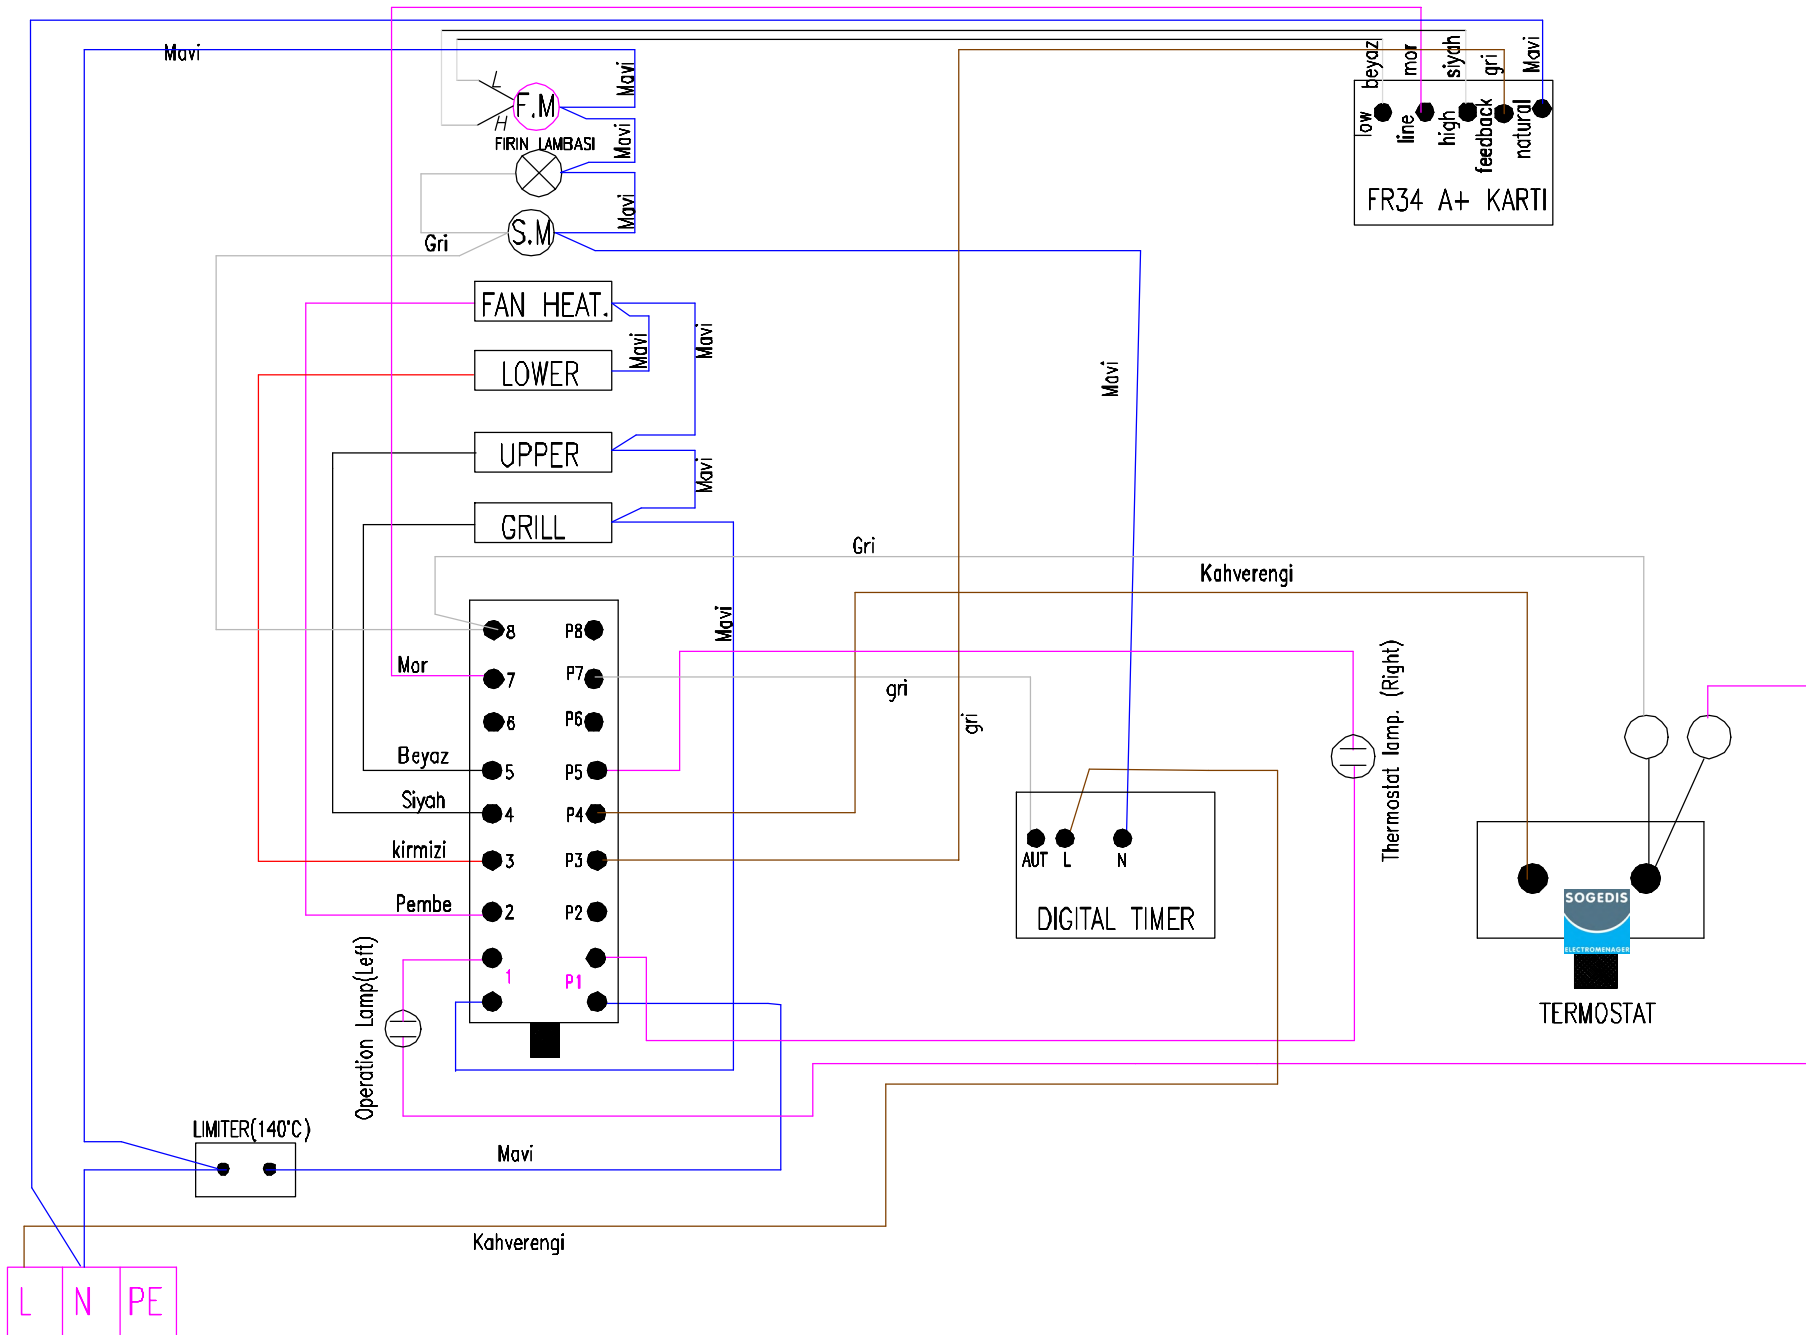 Mavi
L
F.M
H
FIRIN LAMBASI
Mavi
Mavi
Mavi
S.M
Gri
beyaz
mor
siyah
gri
Mavi
low
line
high
feedback
natural
FR34 A+ KARTI
FAN HEAT.
Mavi
Mavi
LOWER
Mavi
UPPER
Mavi
GRILL
Gri
Kahverengi
Mavi
8 P8
Mor
7 P7
gri
6 P6
gri
Beyaz
5 P5
Siyah
4 P4
kirmizi
3 P3
Pembe
2 P2
1 P1
Thermostat lamp. (Right)
AUT L N
DIGITAL TIMER
SOGEDIS
ELECTROMENAGER
TERMOSTAT
Operation Lamp(Left)
LIMITER(140°C)
Mavi
Kahverengi
L N PE